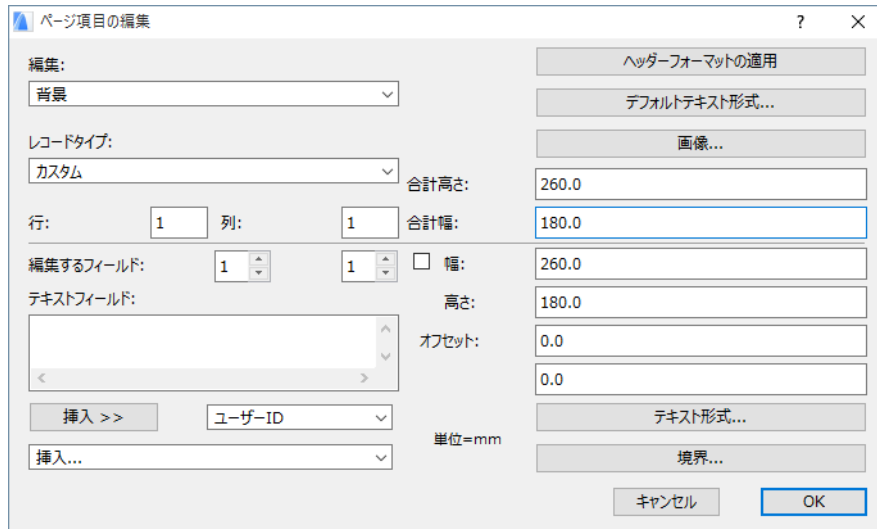 ページ項目の編集 ? ×
編集:
背景
ヘッダーフォーマットの適用
デフォルトテキスト形式...
レコードタイプ:
カスタム
画像...
合計高さ: 260.0
行: 1 列: 1 合計幅: 180.0
編集するフィールド: 1 1 幅: 260.0
テキストフィールド:
高さ: 180.0
オフセット: 0.0
0.0
挿入 >> ユーザーID
テキスト形式...
単位=mm
挿入...
境界...
キャンセル OK